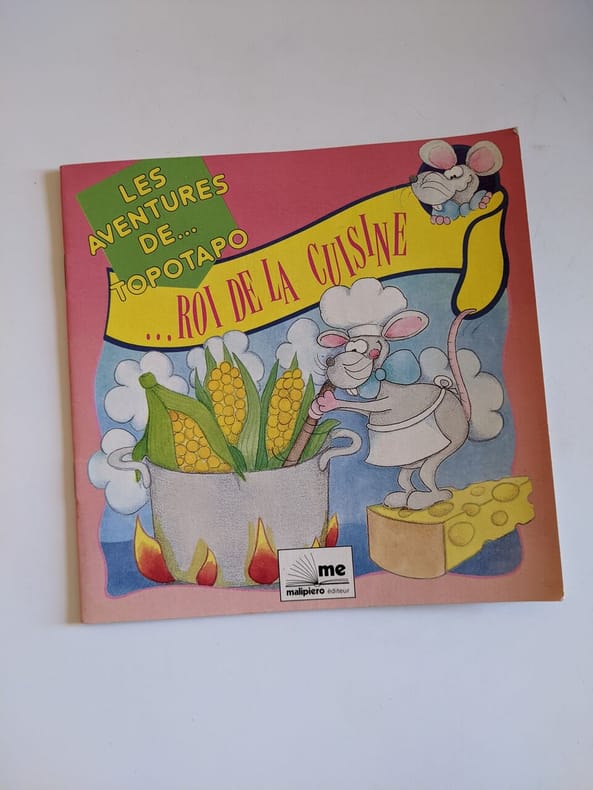 LES
AVENTURES
DE...
TOPOTAPO
...ROI DE LA CUISINE
me
malipiero éditeur